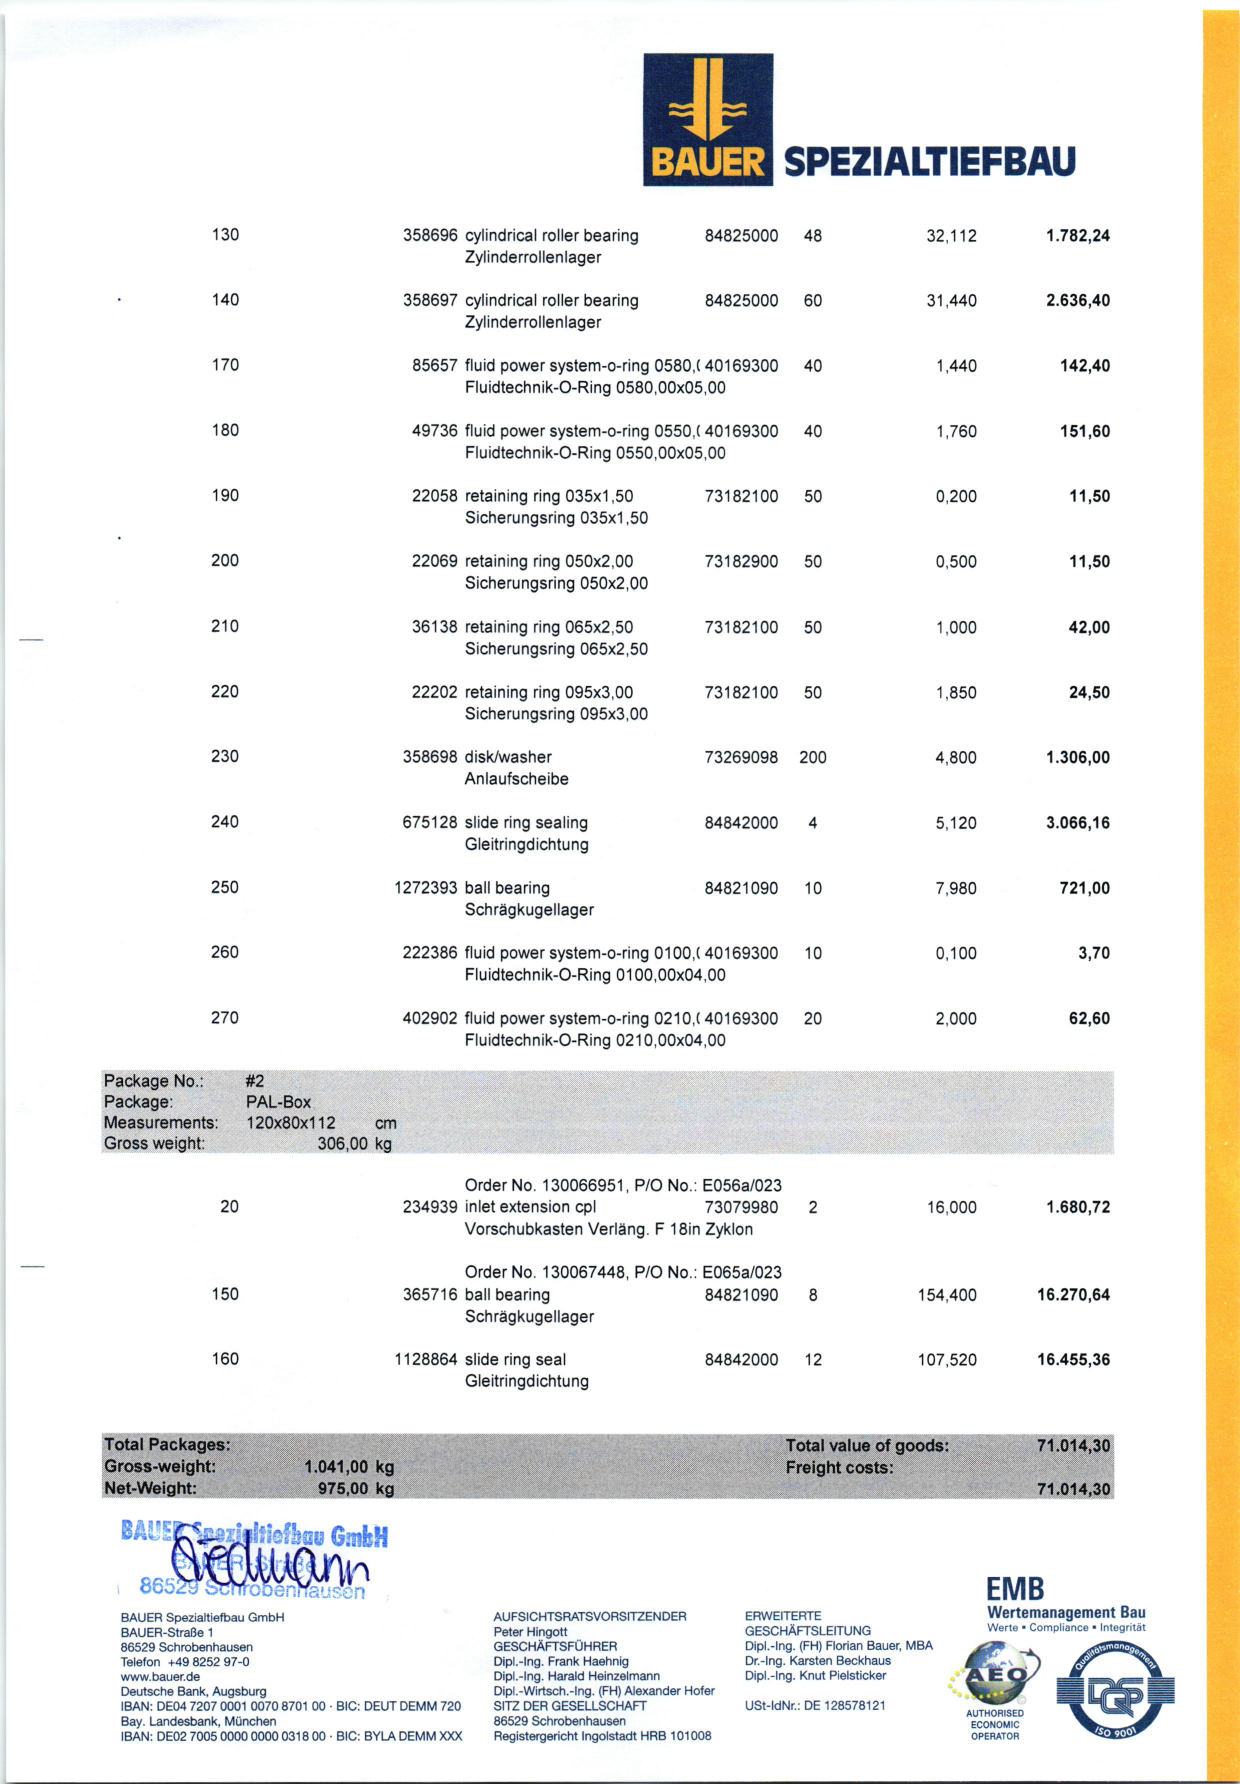 BAUER SPEZIALTIEFBAU
130 358696 cylindrical roller bearing 84825000 48 32,112 1.782,24
Zylinderrollenlager
140 358697 cylindrical roller bearing 84825000 60 31,440 2.636,40
Zylinderrollenlager
170 85657 fluid power system-o-ring 0580,( 40169300 40 1,440 142,40
Fluidtechnik-O-Ring 0580,00x05,00
180 49736 fluid power system-o-ring 0550,( 40169300 40 1,760 151,60
Fluidtechnik-O-Ring 0550,00x05,00
190 22058 retaining ring 035x1,50 73182100 50 0,200 11,50
Sicherungsring 035x1,50
200 22069 retaining ring 050x2,00 73182900 50 0,500 11,50
Sicherungsring 050x2,00
210 36138 retaining ring 065x2,50 73182100 50 1,000 42,00
Sicherungsring 065x2,50
220 22202 retaining ring 095x3,00 73182100 50 1,850 24,50
Sicherungsring 095x3,00
230 358698 disk/washer 73269098 200 4,800 1.306,00
Anlaufscheibe
240 675128 slide ring sealing 84842000 4 5,120 3.066,16
Gleitringdichtung
250 1272393 ball bearing 84821090 10 7,980 721,00
Schrägkugellager
260 222386 fluid power system-o-ring 0100,( 40169300 10 0,100 3,70
Fluidtechnik-O-Ring 0100,00x04,00
270 402902 fluid power system-o-ring 0210,( 40169300 20 2,000 62,60
Fluidtechnik-O-Ring 0210,00x04,00
Package No.: #2
Package: PAL-Box
Measurements: 120x80x112 cm
Gross weight: 306,00 kg
Order No. 130066951, P/O No.: E056a/023
20 234939 inlet extension cpl 73079980 2 16,000 1.680,72
Vorschubkasten Verläng. F 18in Zyklon
Order No. 130067448, P/O No.: E065a/023
150 365716 ball bearing 84821090 8 154,400 16.270,64
Schrägkugellager
160 1128864 slide ring seal 84842000 12 107,520 16.455,36
Gleitringdichtung
Total Packages: Total value of goods: 71.014,30
Gross-weight: 1.041,00 kg Freight costs:
Net-Weight: 975,00 kg 71.014,30
BAUER Spezialtiefbau GmbH
BAUER-Straße
86529 Schrobenhausen
BAUER Spezialtiefbau GmbH
BAUER-Straße 1
86529 Schrobenhausen
Telefon +49 8252 97-0
www.bauer.de
Deutsche Bank, Augsburg
IBAN: DE04 7207 0001 0070 8701 00 · BIC: DEUT DEMM 720
Bay. Landesbank, München
IBAN: DE02 7005 0000 0000 0318 00 · BIC: BYLA DEMM XXX
AUFSICHTSRATSVORSITZENDER
Peter Hingott
GESCHÄFTSFÜHRER
Dipl.-Ing. Frank Haehnig
Dipl.-Ing. Harald Heinzelmann
Dipl.-Wirtsch.-Ing. (FH) Alexander Hofer
SITZ DER GESELLSCHAFT
86529 Schrobenhausen
Registergericht Ingolstadt HRB 101008
ERWEITERTE
GESCHÄFTSLEITUNG
Dipl.-Ing. (FH) Florian Bauer, MBA
Dr.-Ing. Karsten Beckhaus
Dipl.-Ing. Knut Pielsticker
USt-IdNr.: DE 128578121
EMB
Wertemanagement Bau
Werte • Compliance • Integrität
AEO
AUTHORISED
ECONOMIC
OPERATOR
Qualitätsmanagement
DQS
ISO 9001